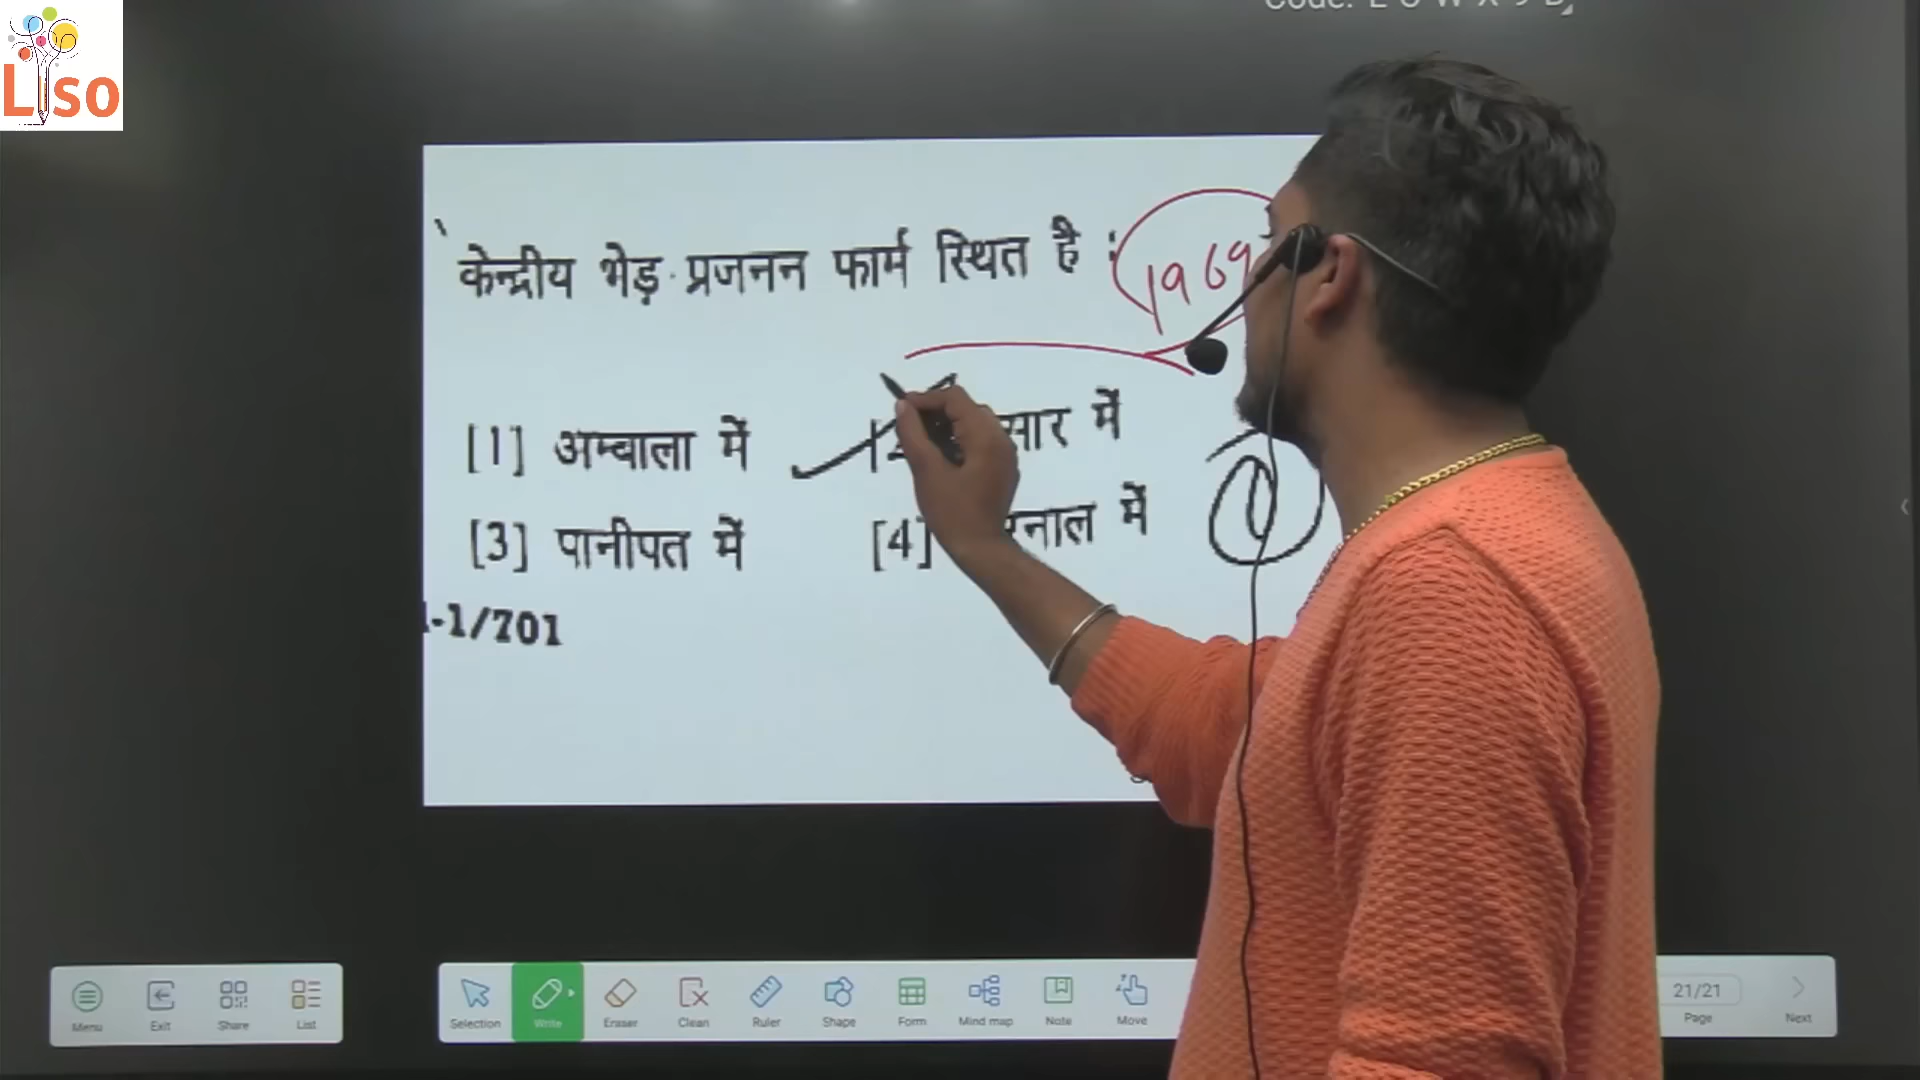 Liso
केन्द्रीय भेड़ प्रजनन फार्म स्थित है :
1969
[1] अम्बाला में
[3] पानीपत में [4]
-1/701
Menu Exit Share List
Selection Write Eraser Clean Ruler Shape Form Mind map Note Move
21/21
Page Next